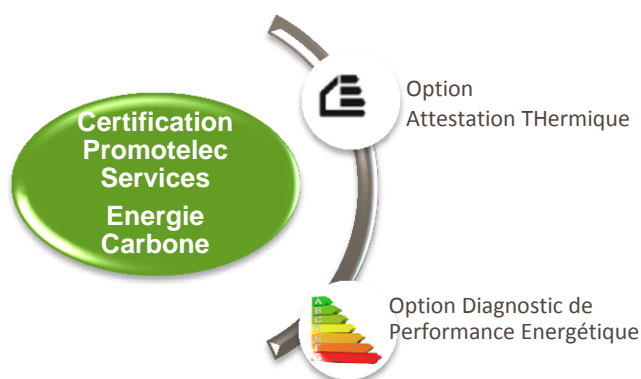 Certification
Promotelec
Services
Energie
Carbone
Option
Attestation THermique
Option Diagnostic de
Performance Energétique
A
B
C